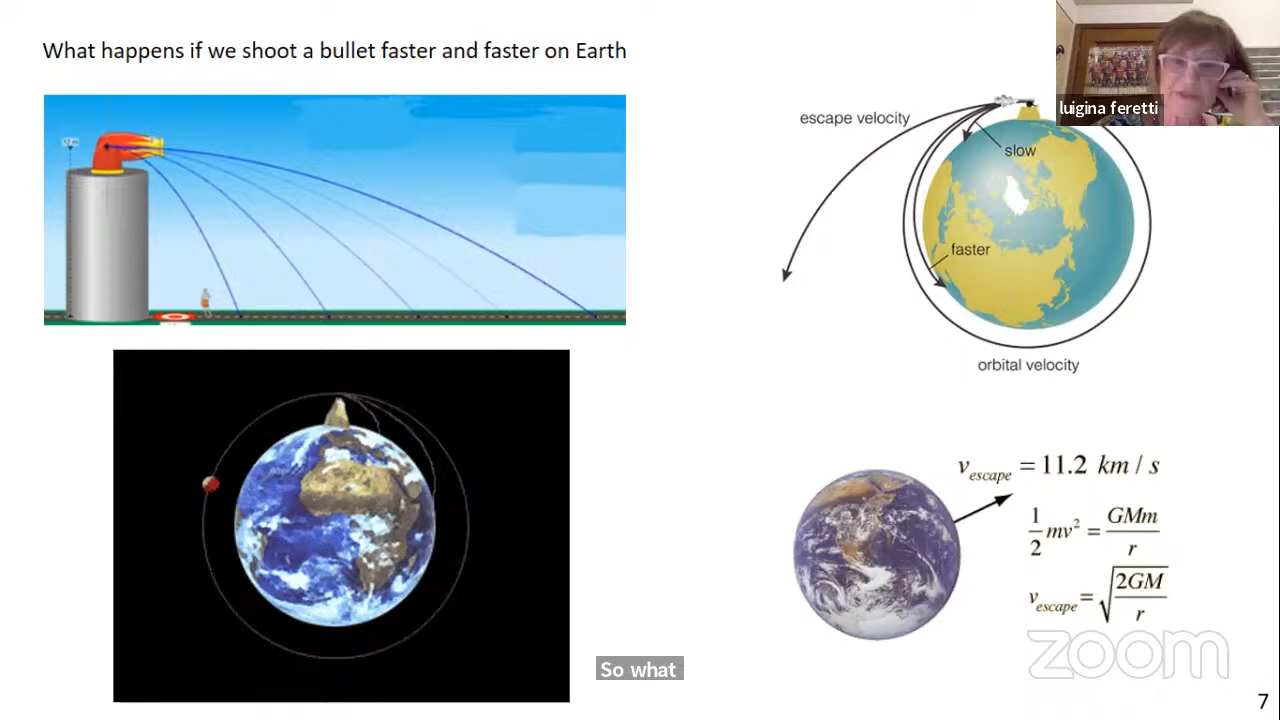 What happens if we shoot a bullet faster and faster on Earth
luigina feretti
escape velocity
slow
faster
orbital velocity
v_escape = 11.2 km / s
1/2 mv² = GMm/r
v_escape = √(2GM/r)
zoom
So what
7